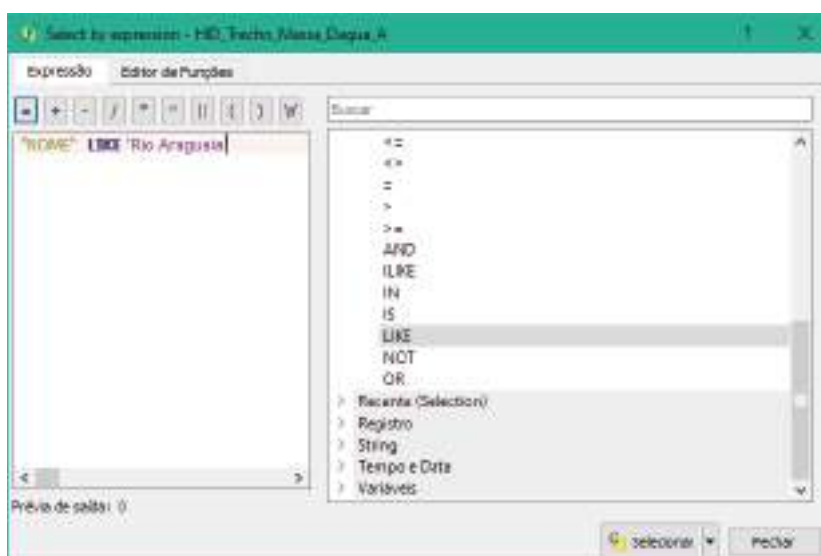 Select by expression - HID_Trecho_Massa_Dagua_A
?
X
Expressão Editor de Funções
= + - / * ^ || ( ) '\n'
Buscar
"NOME" LIKE 'Rio Araguaia'
<=
<>
=
>
>=
AND
ILIKE
IN
IS
LIKE
NOT
OR
> Recente (Selection)
> Registro
> String
> Tempo e Data
> Variáveis
Prévia de saída: 0
Selecionar
Fechar